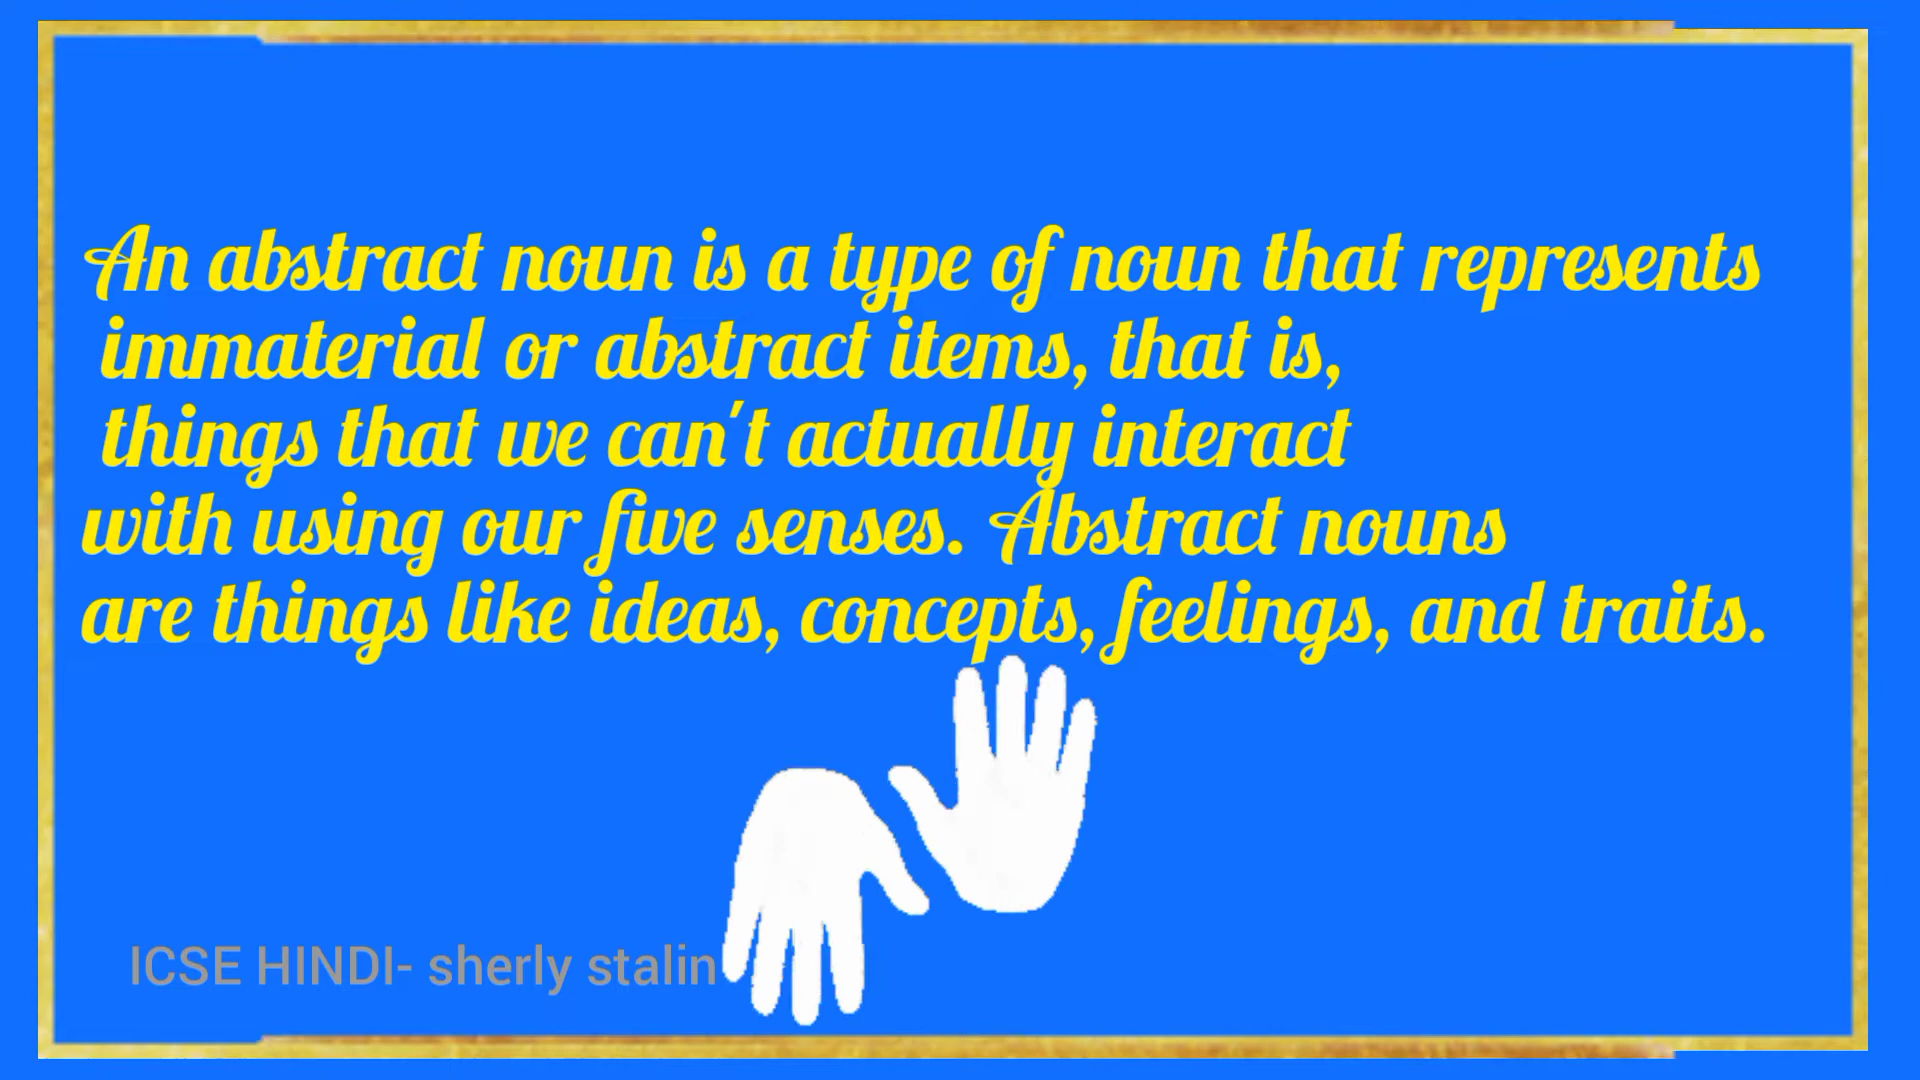 An abstract noun is a type of noun that represents
immaterial or abstract items, that is,
things that we can't actually interact
with using our five senses. Abstract nouns
are things like ideas, concepts, feelings, and traits.
ICSE HINDI- sherly stalin